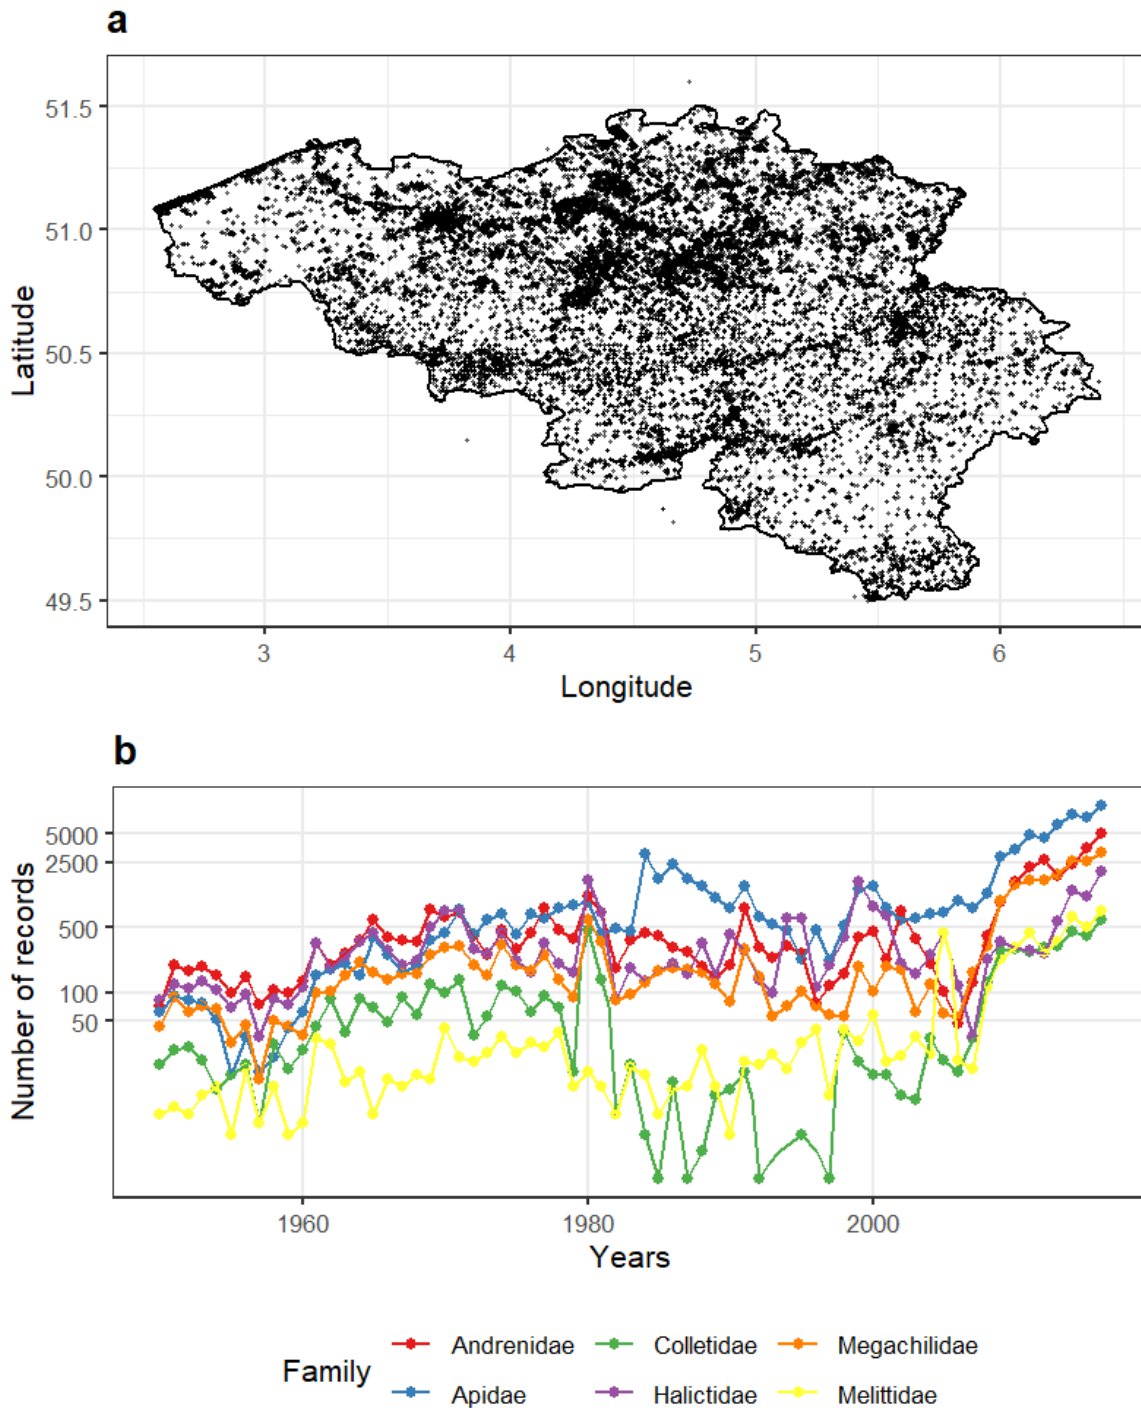 a
51.5
51.0
50.5
50.0
49.5
Latitude
3 4 5 6
Longitude
b
5000
2500
500
100
50
Number of records
1960 1980 2000
Years
Family
Andrenidae Colletidae Megachilidae
Apidae Halictidae Melittidae